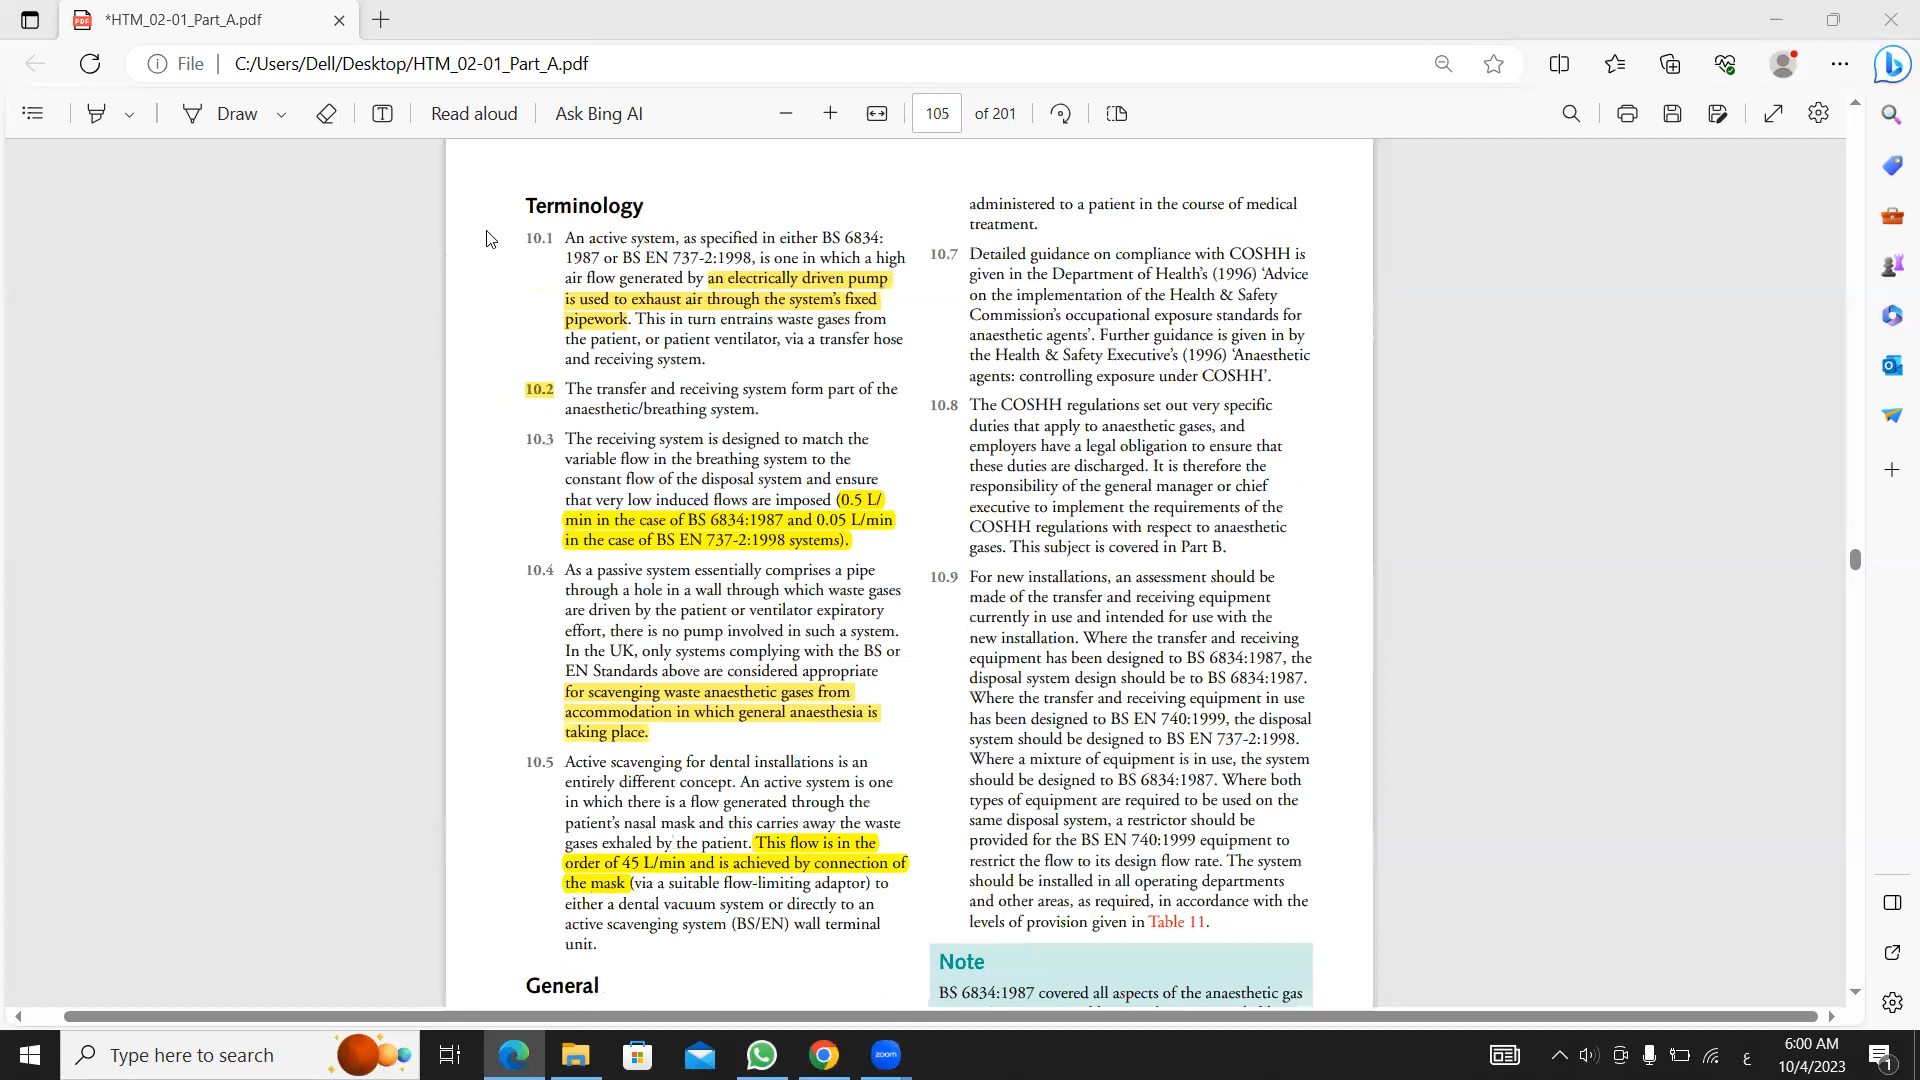 *HTM_02-01_Part_A.pdf
File
C:/Users/Dell/Desktop/HTM_02-01_Part_A.pdf
Draw
Read aloud
Ask Bing AI
105
of 201
Terminology
10.1 An active system, as specified in either BS 6834:
1987 or BS EN 737-2:1998, is one in which a high
air flow generated by an electrically driven pump
is used to exhaust air through the system's fixed
pipework. This in turn entrains waste gases from
the patient, or patient ventilator, via a transfer hose
and receiving system.
10.2 The transfer and receiving system form part of the
anaesthetic/breathing system.
10.3 The receiving system is designed to match the
variable flow in the breathing system to the
constant flow of the disposal system and ensure
that very low induced flows are imposed (0.5 L/
min in the case of BS 6834:1987 and 0.05 L/min
in the case of BS EN 737-2:1998 systems).
10.4 As a passive system essentially comprises a pipe
through a hole in a wall through which waste gases
are driven by the patient or ventilator expiratory
effort, there is no pump involved in such a system.
In the UK, only systems complying with the BS or
EN Standards above are considered appropriate
for scavenging waste anaesthetic gases from
accommodation in which general anaesthesia is
taking place.
10.5 Active scavenging for dental installations is an
entirely different concept. An active system is one
in which there is a flow generated through the
patient's nasal mask and this carries away the waste
gases exhaled by the patient. This flow is in the
order of 45 L/min and is achieved by connection of
the mask (via a suitable flow-limiting adaptor) to
either a dental vacuum system or directly to an
active scavenging system (BS/EN) wall terminal
unit.
General
administered to a patient in the course of medical
treatment.
10.7 Detailed guidance on compliance with COSHH is
given in the Department of Health's (1996) 'Advice
on the implementation of the Health & Safety
Commission's occupational exposure standards for
anaesthetic agents'. Further guidance is given in by
the Health & Safety Executive's (1996) 'Anaesthetic
agents: controlling exposure under COSHH'.
10.8 The COSHH regulations set out very specific
duties that apply to anaesthetic gases, and
employers have a legal obligation to ensure that
these duties are discharged. It is therefore the
responsibility of the general manager or chief
executive to implement the requirements of the
COSHH regulations with respect to anaesthetic
gases. This subject is covered in Part B.
10.9 For new installations, an assessment should be
made of the transfer and receiving equipment
currently in use and intended for use with the
new installation. Where the transfer and receiving
equipment has been designed to BS 6834:1987, the
disposal system design should be to BS 6834:1987.
Where the transfer and receiving equipment in use
has been designed to BS EN 740:1999, the disposal
system should be designed to BS EN 737-2:1998.
Where a mixture of equipment is in use, the system
should be designed to BS 6834:1987. Where both
types of equipment are required to be used on the
same disposal system, a restrictor should be
provided for the BS EN 740:1999 equipment to
restrict the flow to its design flow rate. The system
should be installed in all operating departments
and other areas, as required, in accordance with the
levels of provision given in Table 11.
Note
BS 6834:1987 covered all aspects of the anaesthetic gas
Type here to search
zoom
ع
6:00 AM
10/4/2023
1